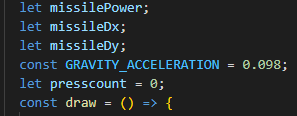 let missilePower;
let missileDx;
let missileDy;
const GRAVITY_ACCELERATION = 0.098;
let presscount = 0;
const draw = () => {